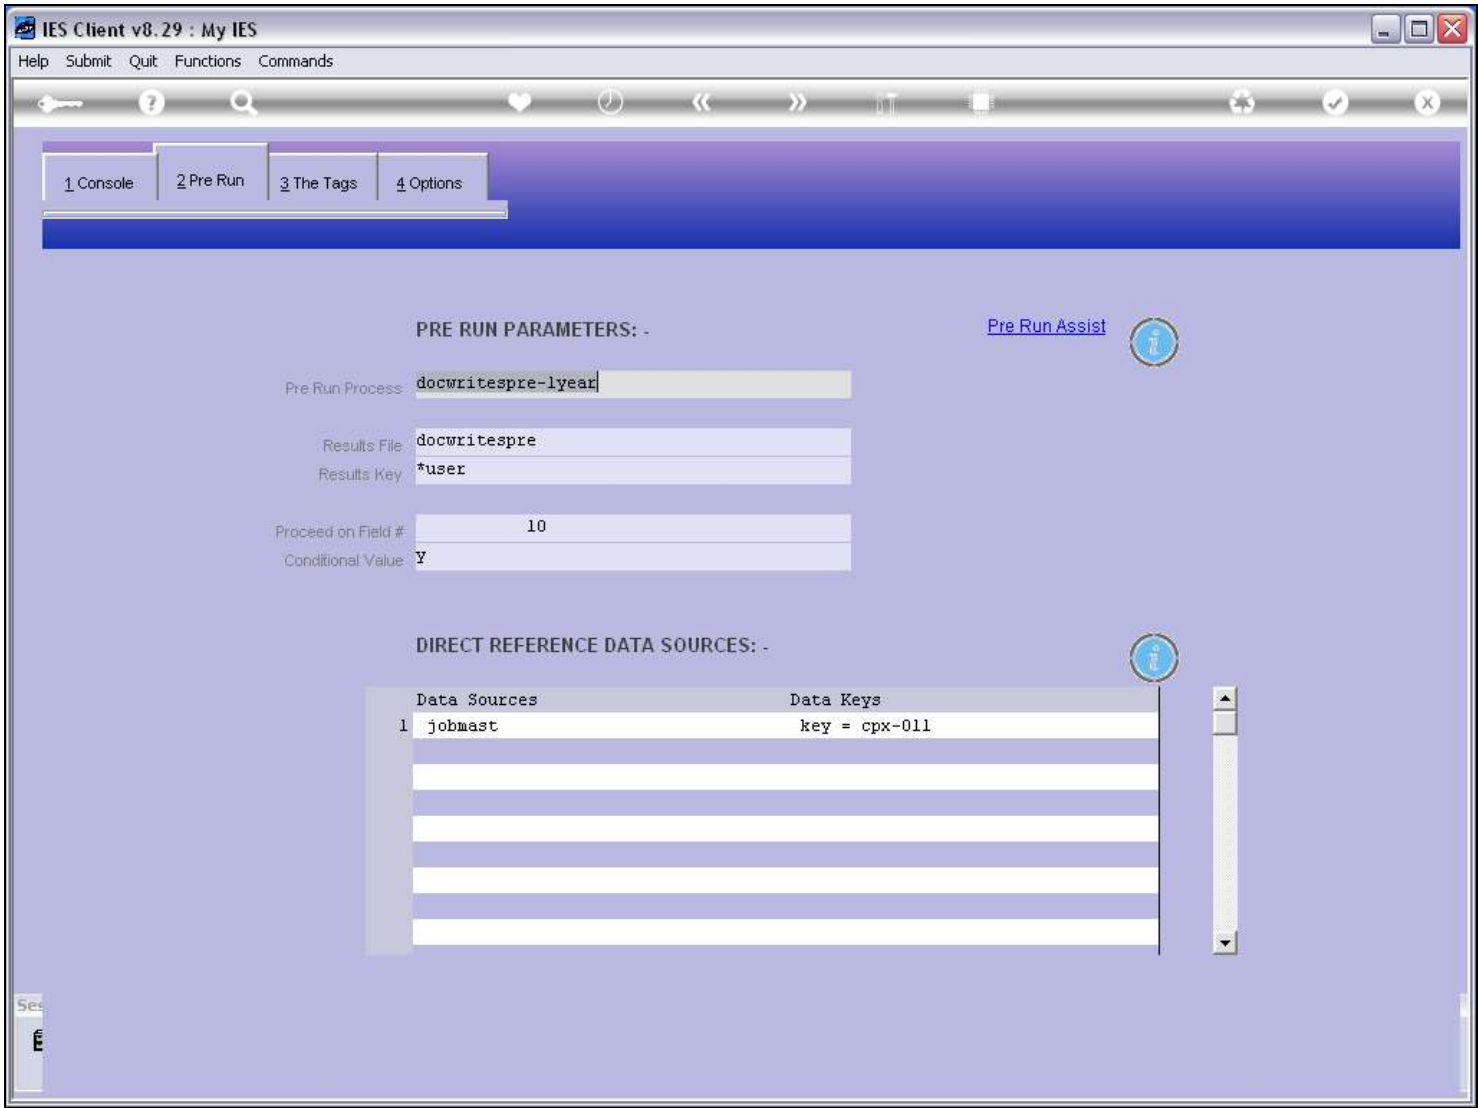 IES Client v8.29 : My IES
Help Submit Quit Functions Commands
1 Console 2 Pre Run 3 The Tags 4 Options
PRE RUN PARAMETERS: - Pre Run Assist
Pre Run Process docwritespre-1year
Results File docwritespre
Results Key *user
Proceed on Field # 10
Conditional Value Y
DIRECT REFERENCE DATA SOURCES: -
Data Sources Data Keys
1 jobmast key = cpx-011
Ses